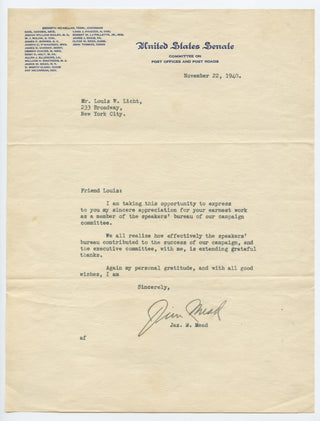 KENNETH McKELLAR, TENN., CHAIRMAN
United States Senate
COMMITTEE ON
POST OFFICES AND POST ROADS
November 22, 1940.
Mr. Louis W. Licht,
233 Broadway,
New York City.
Friend Louis:
I am taking this opportunity to express
to you my sincere appreciation for your earnest work
as a member of the speakers' bureau of our campaign
committee.
We all realize how effectively the speakers'
bureau contributed to the success of our campaign, and
the executive committee, with me, is extending grateful
thanks.
Again my personal gratitude, and with all good
wishes, I am
Sincerely,
Jim Mead
Jas. M. Mead